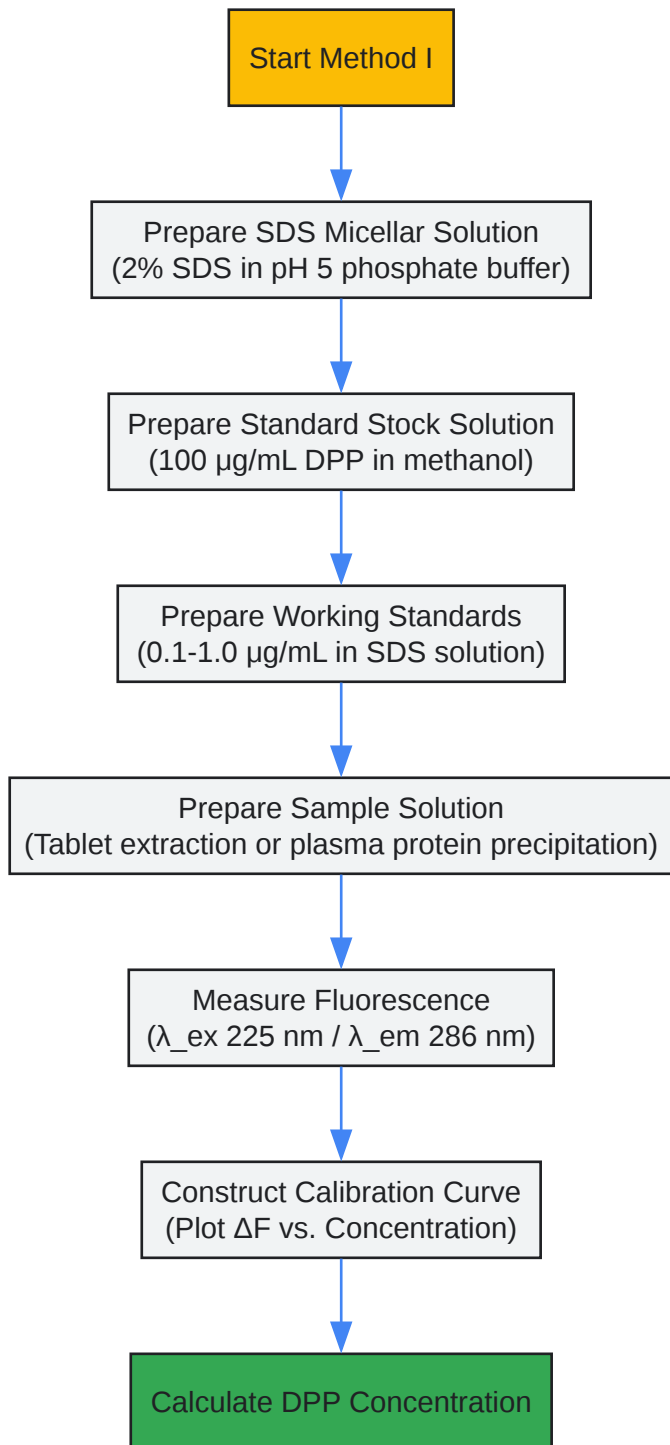 Start Method I
Prepare SDS Micellar Solution
(2% SDS in pH 5 phosphate buffer)
Prepare Standard Stock Solution
(100 µg/mL DPP in methanol)
Prepare Working Standards
(0.1-1.0 µg/mL in SDS solution)
Prepare Sample Solution
(Tablet extraction or plasma protein precipitation)
Measure Fluorescence
(λ_ex 225 nm / λ_em 286 nm)
Construct Calibration Curve
(Plot ΔF vs. Concentration)
Calculate DPP Concentration